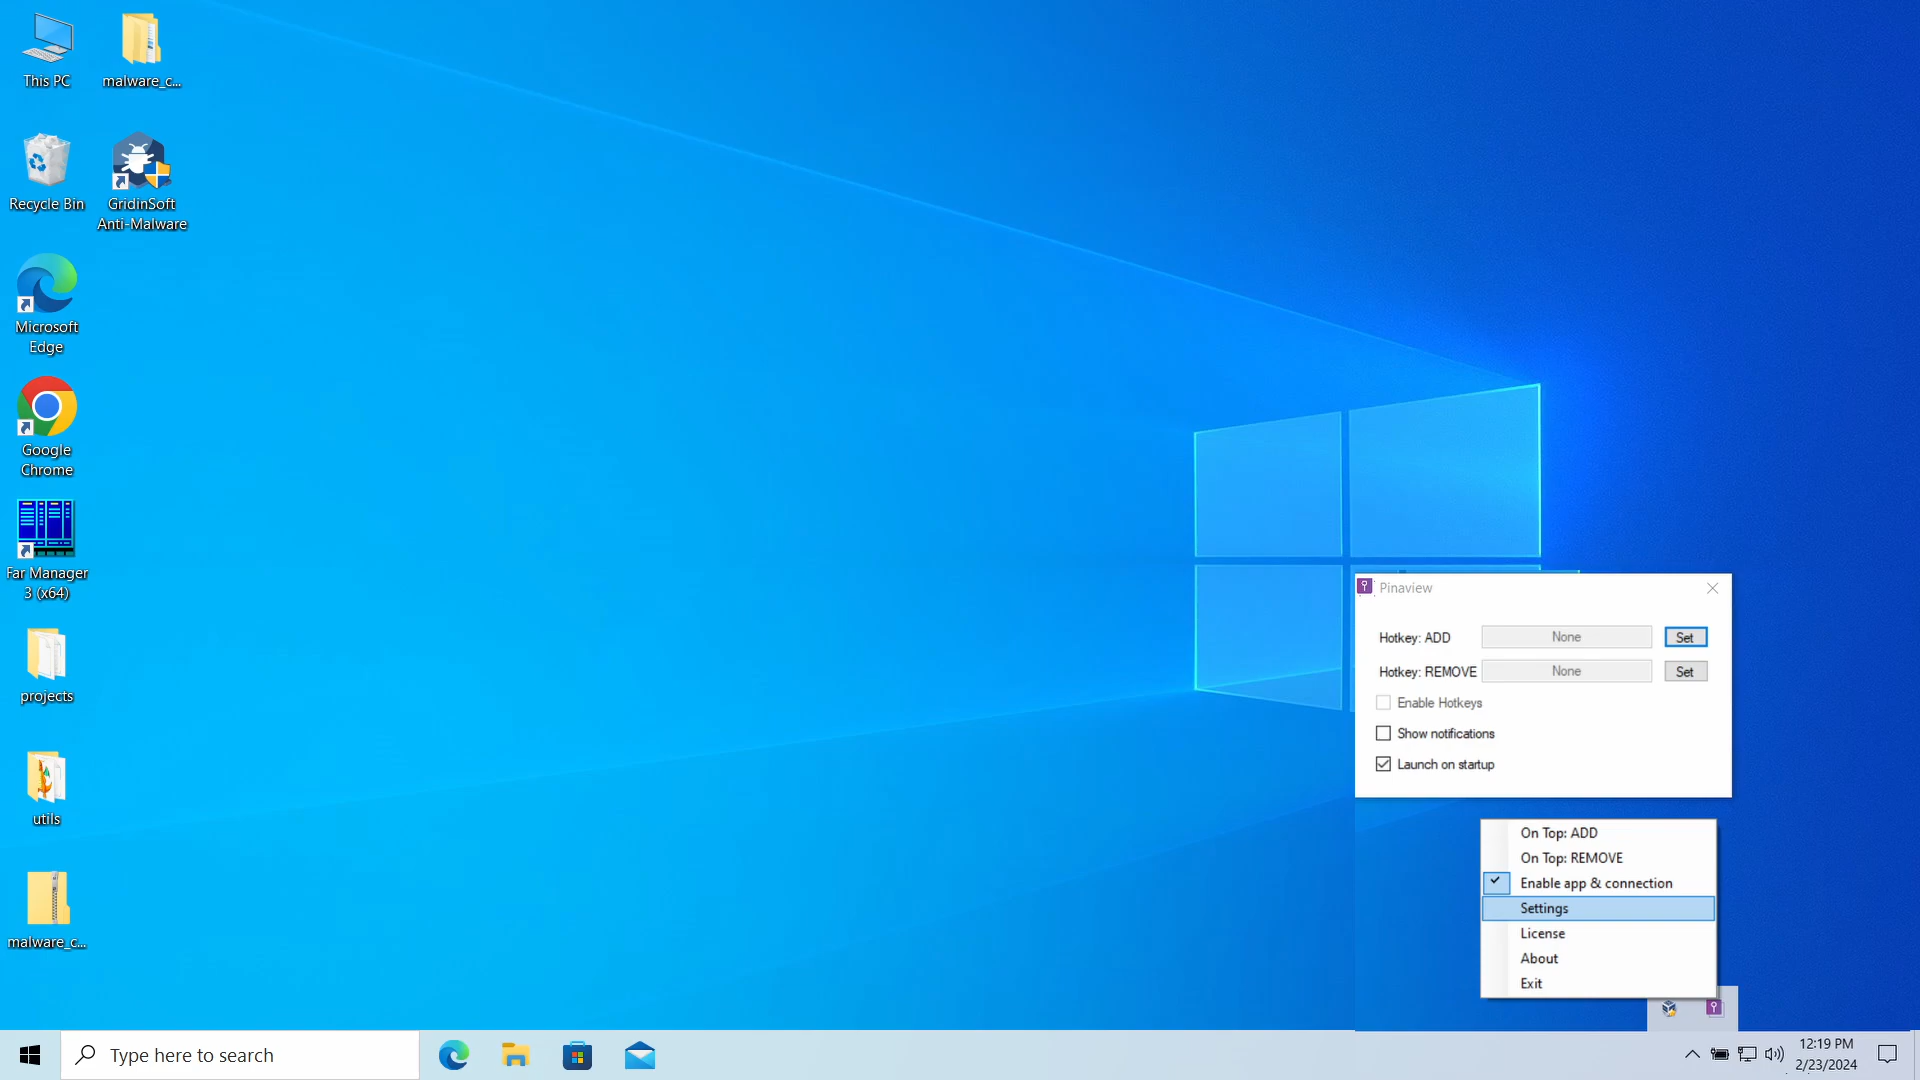 This PC
malware_c...
Recycle Bin
GridinSoft
Anti-Malware
Microsoft
Edge
Google
Chrome
Far Manager
3 (x64)
projects
utils
malware_c...
Pinaview
Hotkey: ADD None Set
Hotkey: REMOVE None Set
Enable Hotkeys
Show notifications
Launch on startup
On Top: ADD
On Top: REMOVE
Enable app & connection
Settings
License
About
Exit
Type here to search
12:19 PM
2/23/2024